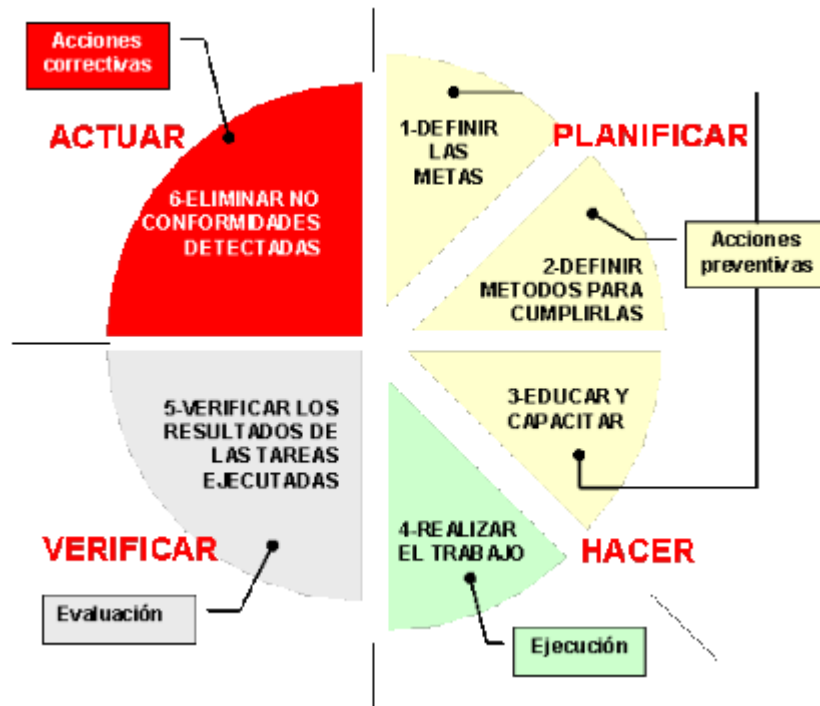 Acciones
correctivas
ACTUAR
6-ELIMINAR NO
CONFORMIDADES
DETECTADAS
1-DEFINIR
LAS
METAS
PLANIFICAR
2-DEFINIR
METODOS PARA
CUMPLIRLAS
Acciones
preventivas
3-EDUCAR Y
CAPACITAR
4-REALIZAR
EL TRABAJO
HACER
Ejecución
5-VERIFICAR LOS
RESULTADOS DE
LAS TAREAS
EJECUTADAS
VERIFICAR
Evaluación